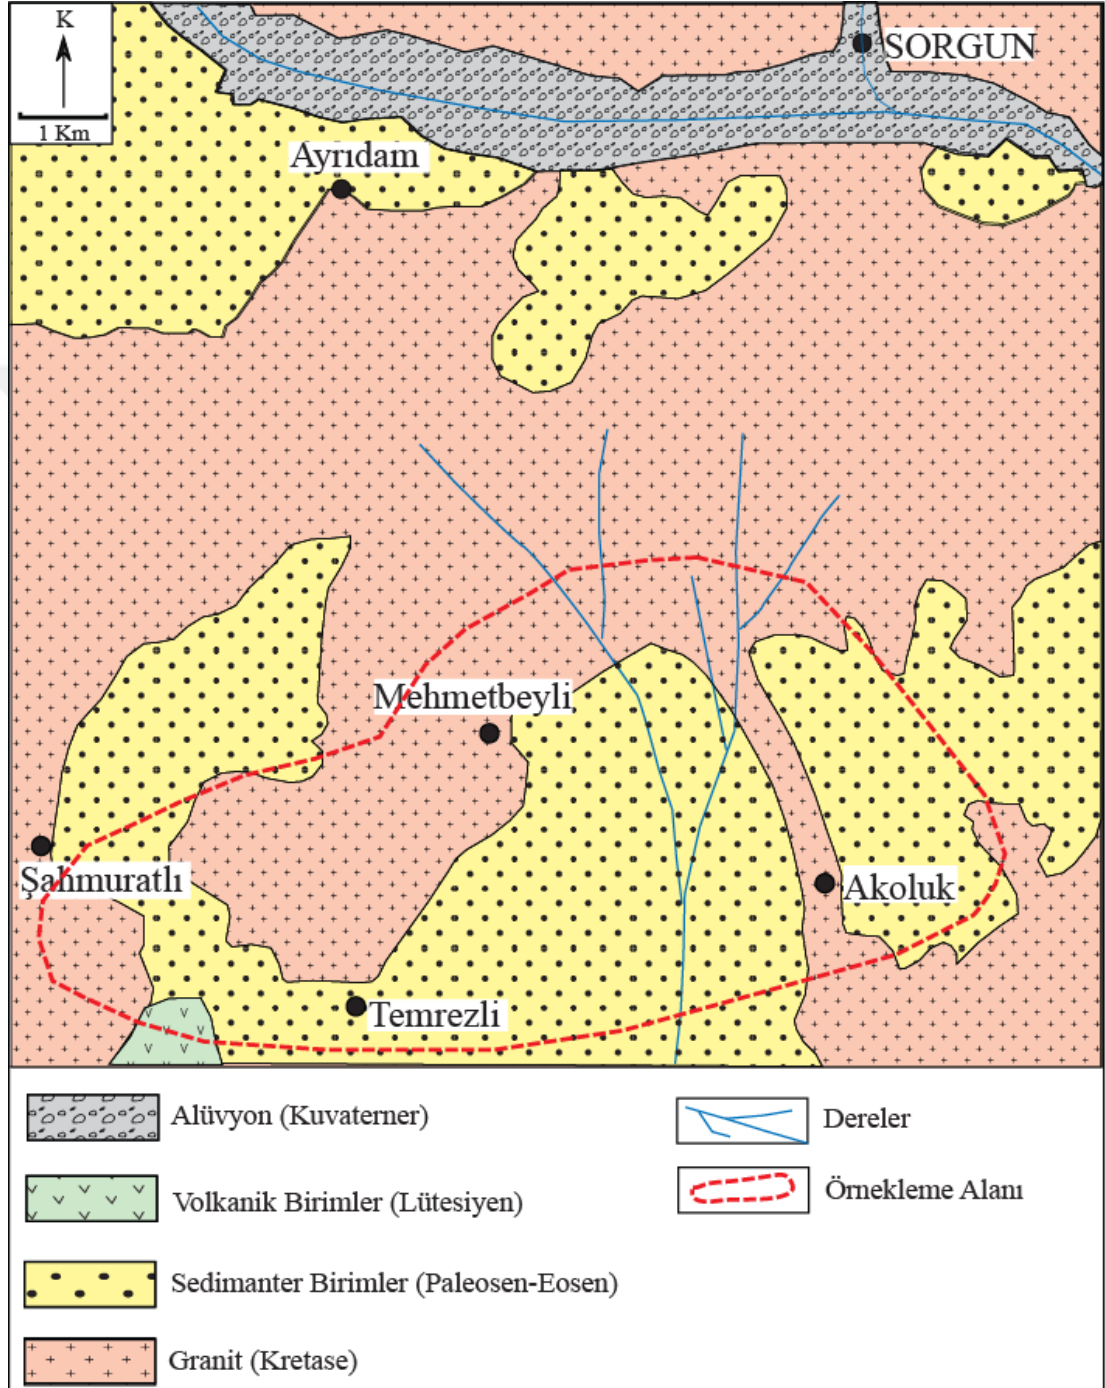 K
1 Km
SORGUN
Ayrıdam
Mehmetbeyli
Şahmuratlı
Akoluk
Temrezli
Alüvyon (Kuvaterner)
Dereler
Volkanik Birimler (Lütesiyen)
Örnekleme Alanı
Sedimanter Birimler (Paleosen-Eosen)
Granit (Kretase)